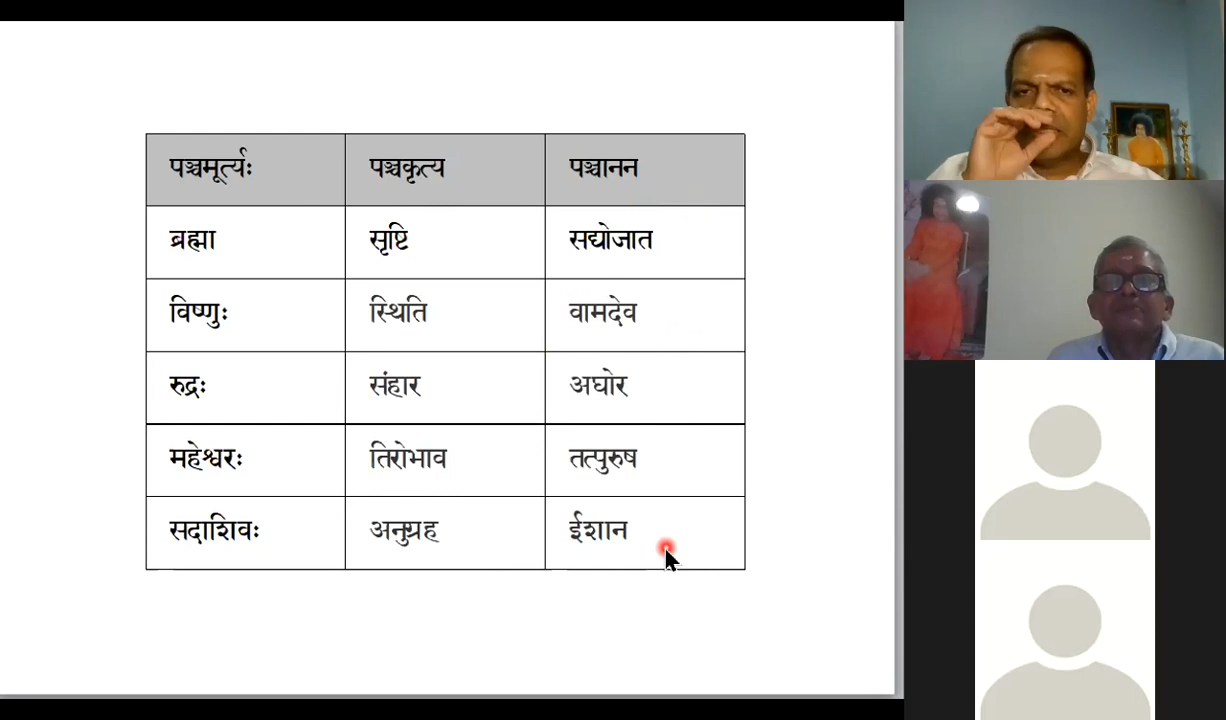 पञ्चमूर्त्यः पञ्चकृत्य पञ्चानन
ब्रह्मा सृष्टि सद्योजात
विष्णुः स्थिति वामदेव
रुद्रः संहार अघोर
महेश्वरः तिरोभाव तत्पुरुष
सदाशिवः अनुग्रह ईशान